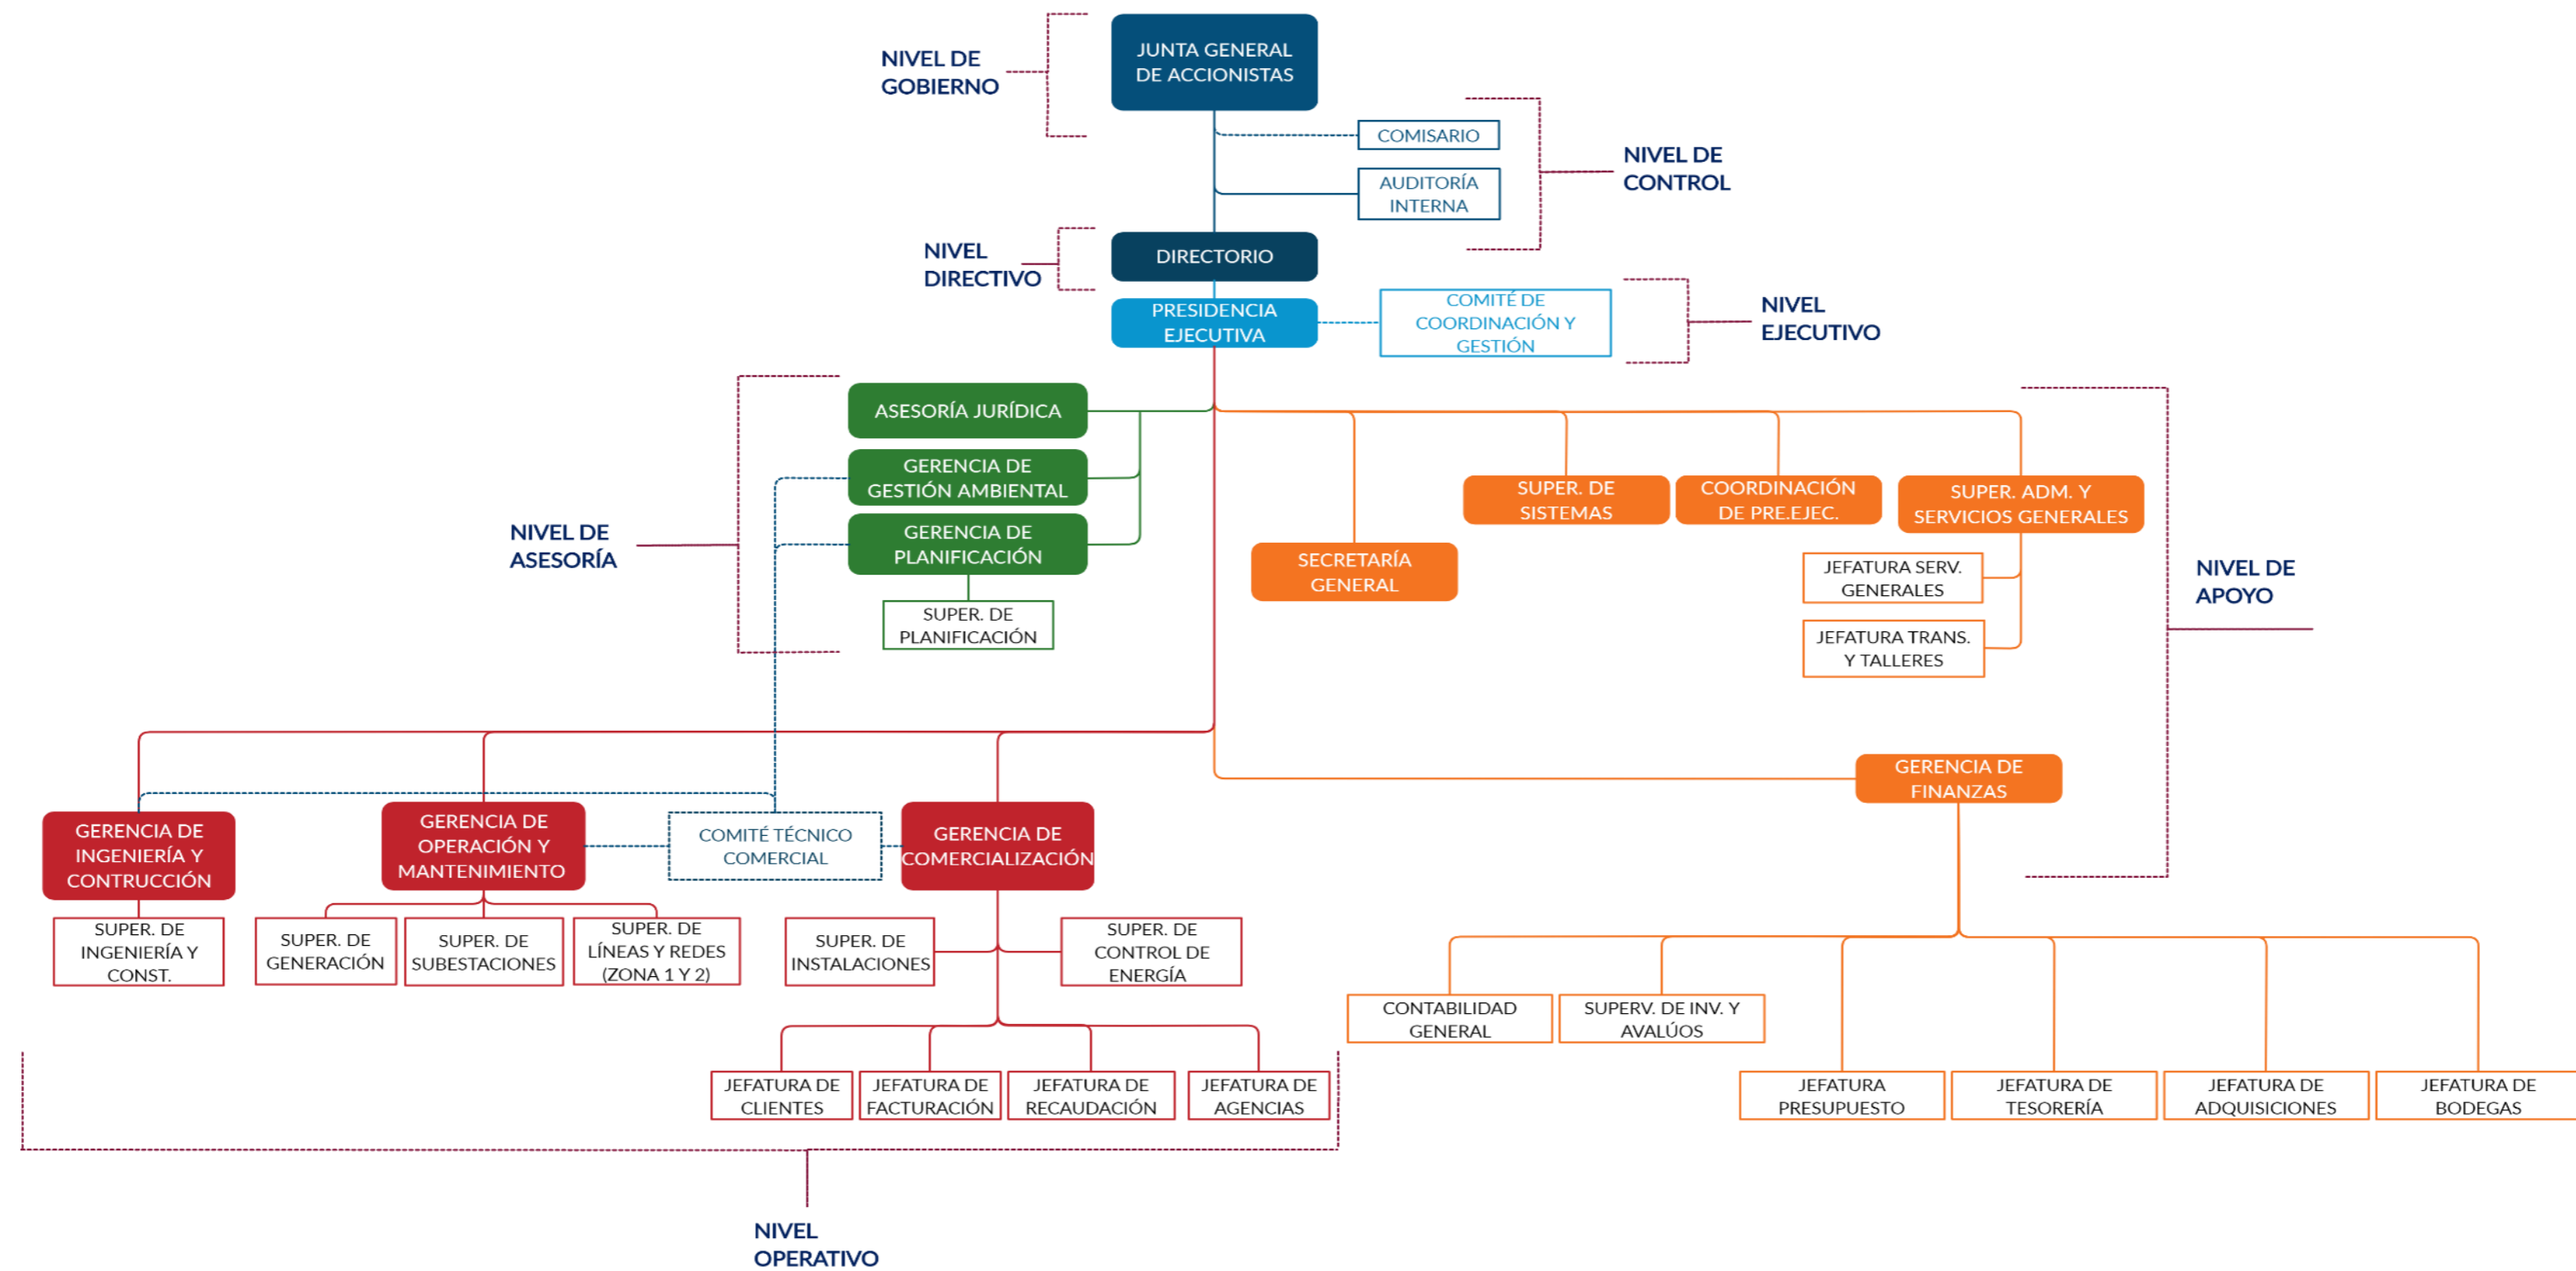 NIVEL DE
GOBIERNO
JUNTA GENERAL
DE ACCIONISTAS
COMISARIO
AUDITORÍA
INTERNA
NIVEL DE
CONTROL
NIVEL
DIRECTIVO
DIRECTORIO
PRESIDENCIA
EJECUTIVA
COMITÉ DE
COORDINACIÓN Y
GESTIÓN
NIVEL
EJECUTIVO
ASESORÍA JURÍDICA
GERENCIA DE
GESTIÓN AMBIENTAL
GERENCIA DE
PLANIFICACIÓN
SUPER. DE
PLANIFICACIÓN
NIVEL DE
ASESORÍA
SECRETARÍA
GENERAL
SUPER. DE
SISTEMAS
COORDINACIÓN
DE PRE.EJEC.
SUPER. ADM. Y
SERVICIOS GENERALES
JEFATURA SERV.
GENERALES
JEFATURA TRANS.
Y TALLERES
NIVEL DE
APOYO
GERENCIA DE
FINANZAS
GERENCIA DE
INGENIERÍA Y
CONTRUCCIÓN
GERENCIA DE
OPERACIÓN Y
MANTENIMIENTO
COMITÉ TÉCNICO
COMERCIAL
GERENCIA DE
COMERCIALIZACIÓN
SUPER. DE
INGENIERÍA Y
CONST.
SUPER. DE
GENERACIÓN
SUPER. DE
SUBESTACIONES
SUPER. DE
LÍNEAS Y REDES
(ZONA 1 Y 2)
SUPER. DE
INSTALACIONES
SUPER. DE
CONTROL DE
ENERGÍA
CONTABILIDAD
GENERAL
SUPERV. DE INV. Y
AVALÚOS
JEFATURA DE
CLIENTES
JEFATURA DE
FACTURACIÓN
JEFATURA DE
RECAUDACIÓN
JEFATURA DE
AGENCIAS
JEFATURA
PRESUPUESTO
JEFATURA DE
TESORERÍA
JEFATURA DE
ADQUISICIONES
JEFATURA DE
BODEGAS
NIVEL
OPERATIVO